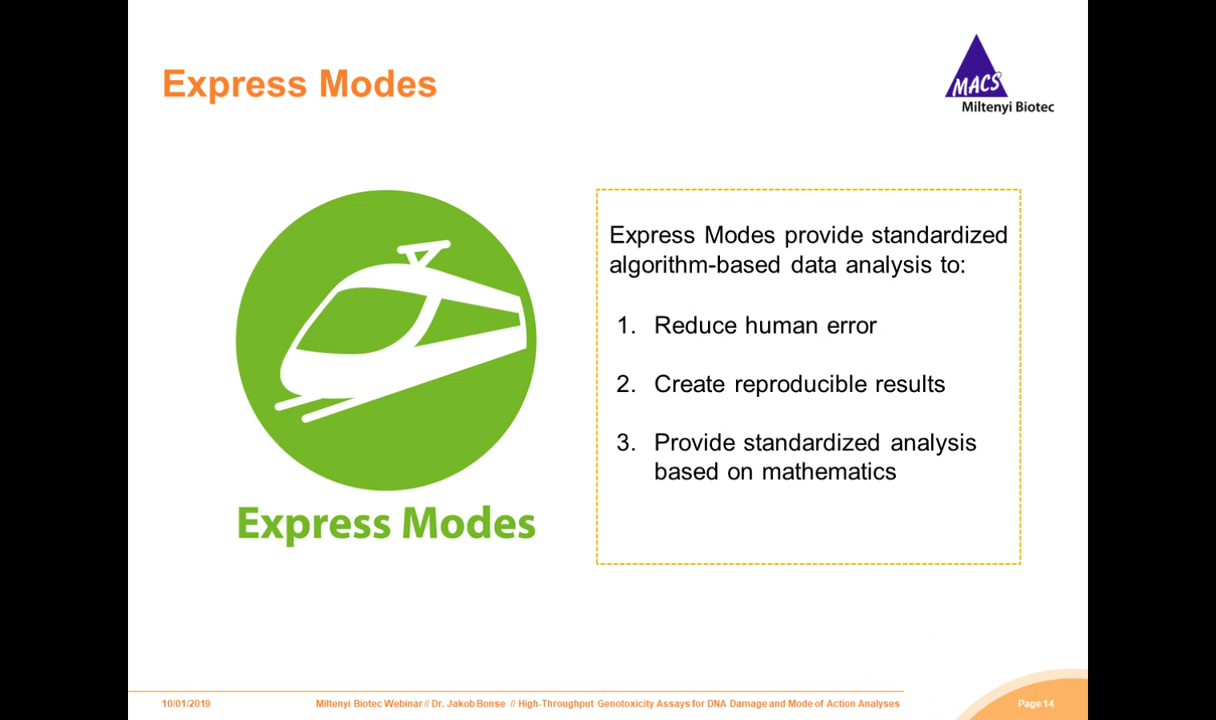 Express Modes
MACS
Miltenyi Biotec
Express Modes provide standardized
algorithm-based data analysis to:
1. Reduce human error
2. Create reproducible results
3. Provide standardized analysis
based on mathematics
Express Modes
10/01/2019
Miltenyi Biotec Webinar // Dr. Jakob Bonse // High-Throughput Genotoxicity Assays for DNA Damage and Mode of Action Analyses
Page 14